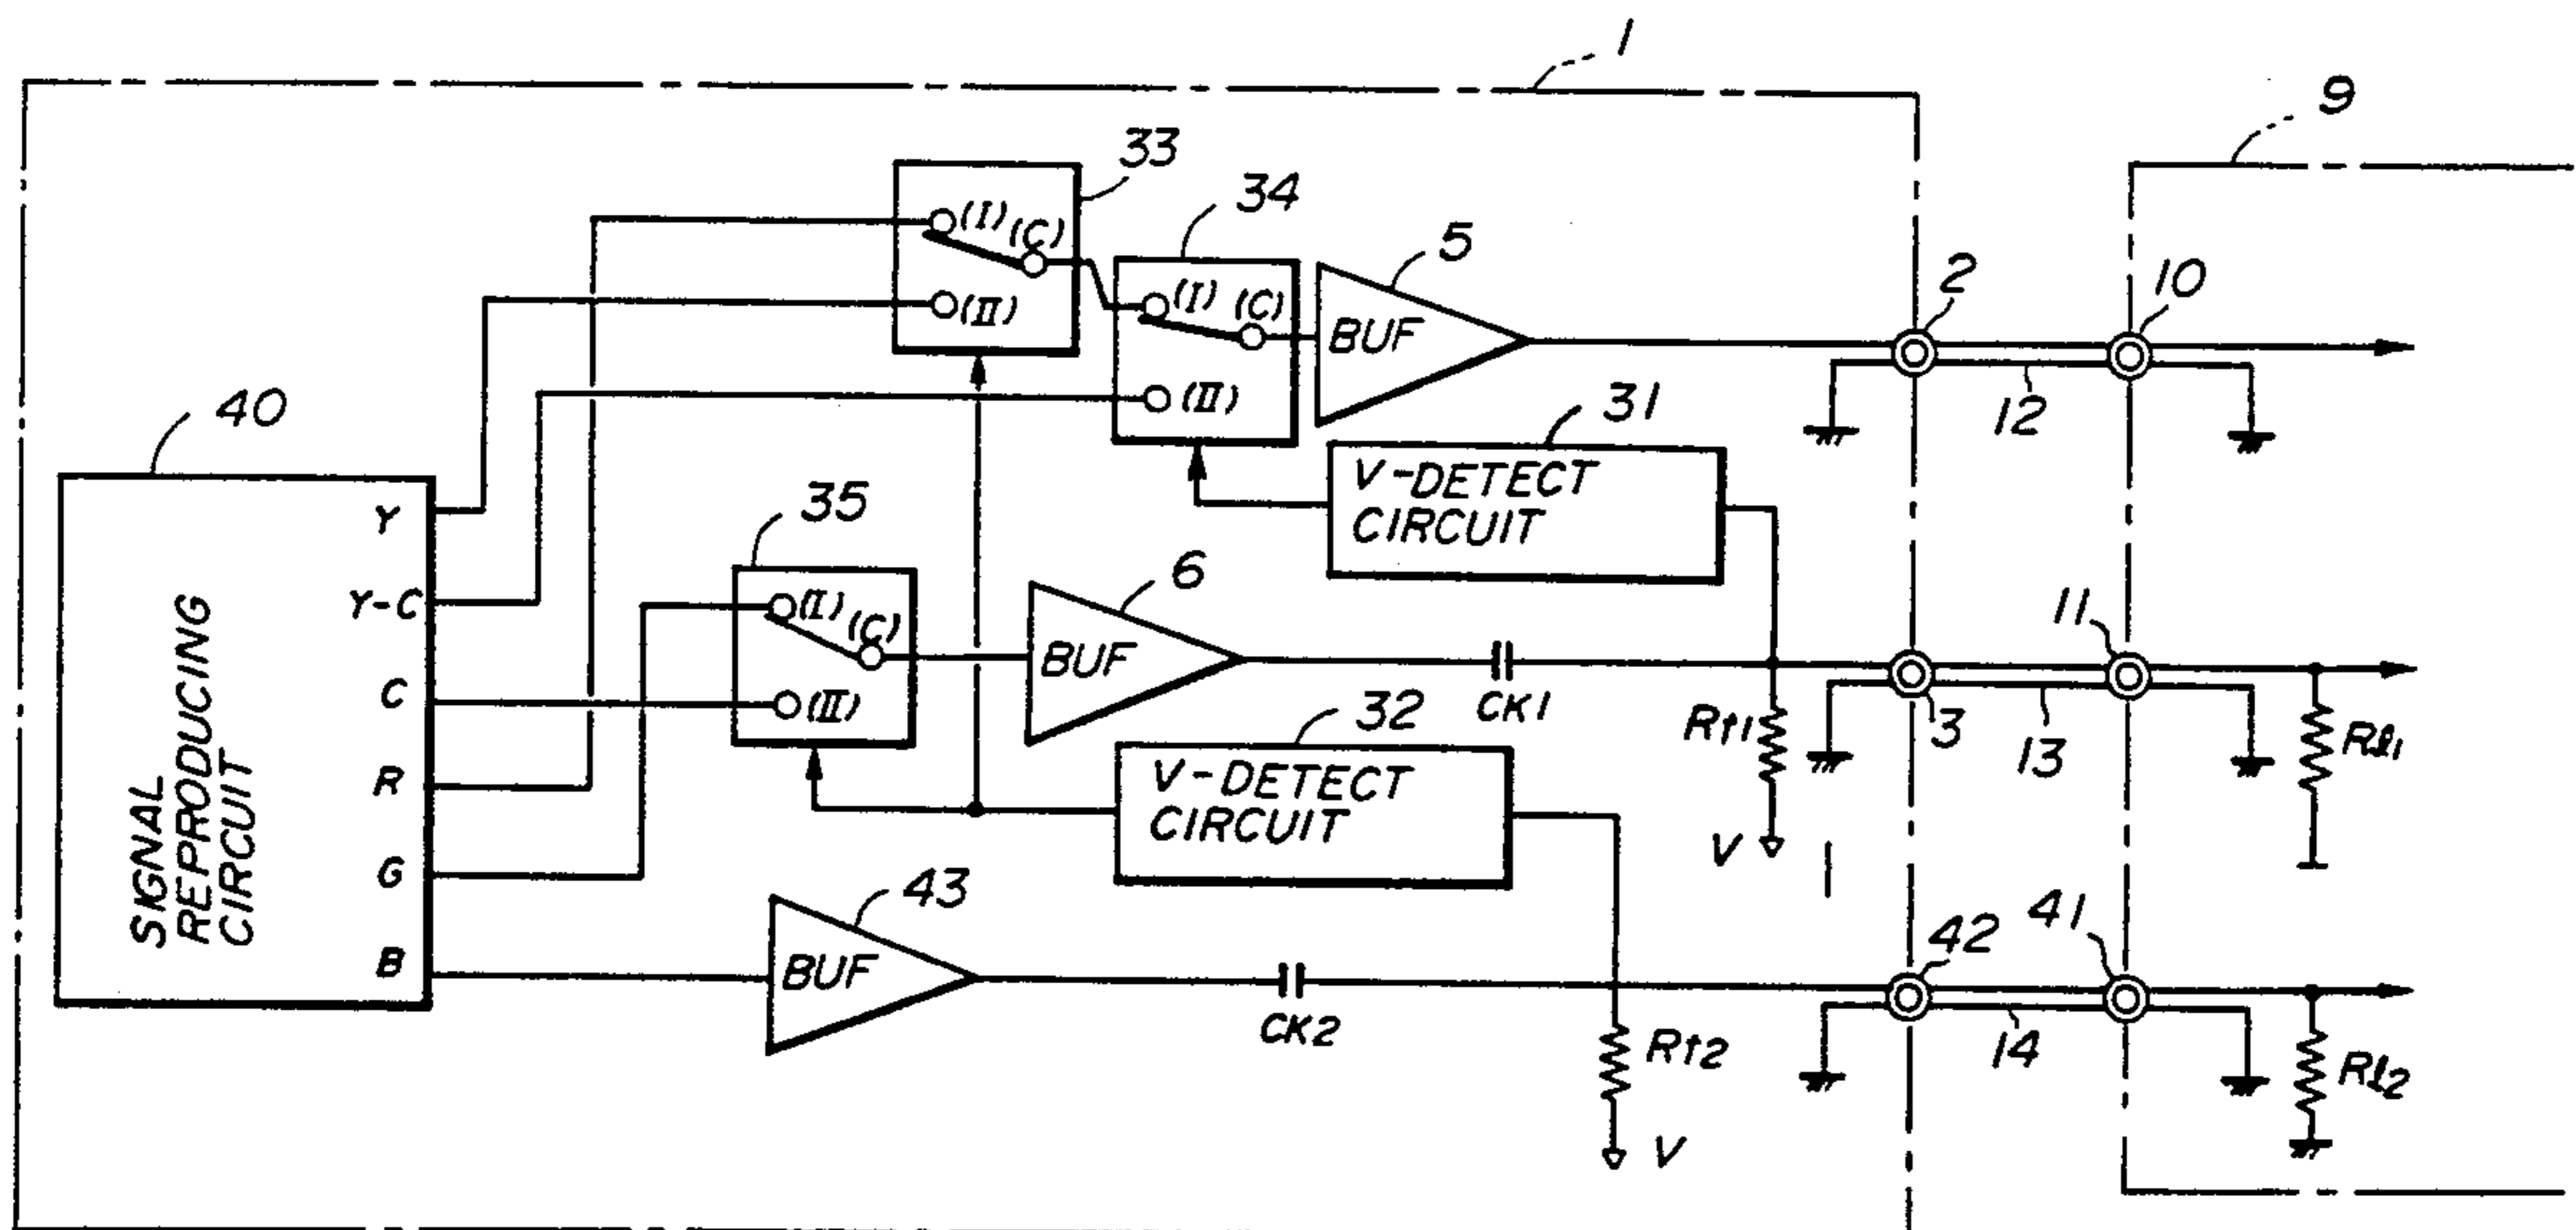 1
9
33
(I)
(C)
(II)
34
(I)
(C)
(II)
5
BUF
2
10
12
31
V-DETECT
CIRCUIT
40
SIGNAL
REPRODUCING
CIRCUIT
Y
Y-C
C
R
G
B
35
(I)
(C)
(II)
6
BUF
CK1
Rt1
V
3
11
13
Rl1
32
V-DETECT
CIRCUIT
43
BUF
CK2
Rt2
V
42
41
14
Rl2